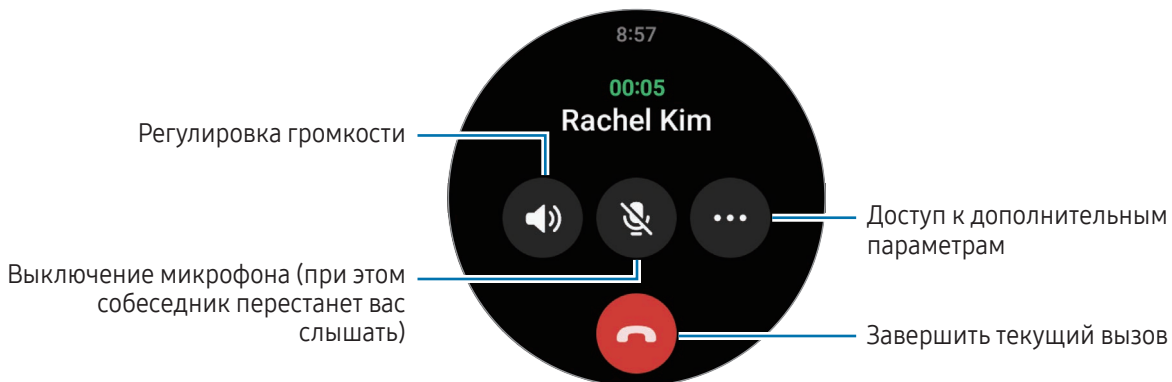 8:57
00:05
Rachel Kim
Регулировка громкости
Доступ к дополнительным
параметрам
Выключение микрофона (при этом
собеседник перестанет вас
слышать)
Завершить текущий вызов